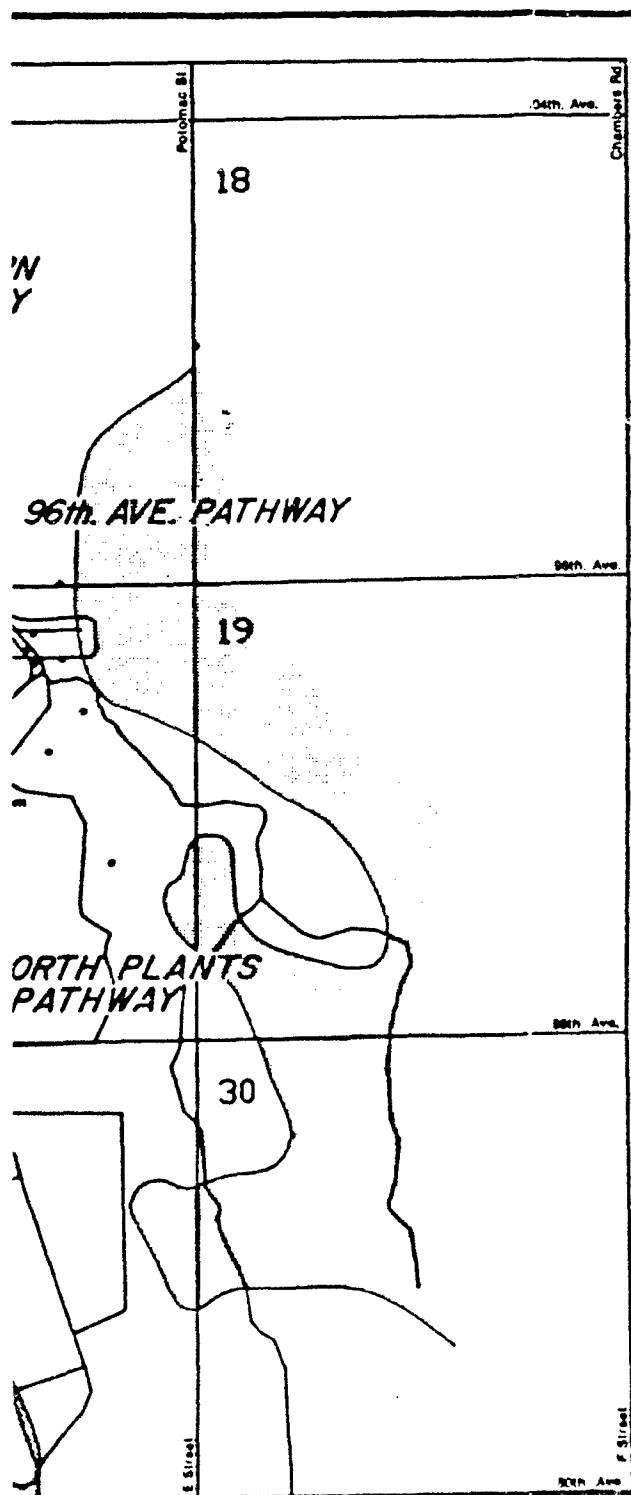 Potomac St
Chambers Rd.
04th. Ave.
18
'N
Y
96th. AVE. PATHWAY
96th. Ave.
19
m
ORTH PLANTS
PATHWAY
88th. Ave.
30
E Street
F Street
80th Ave.